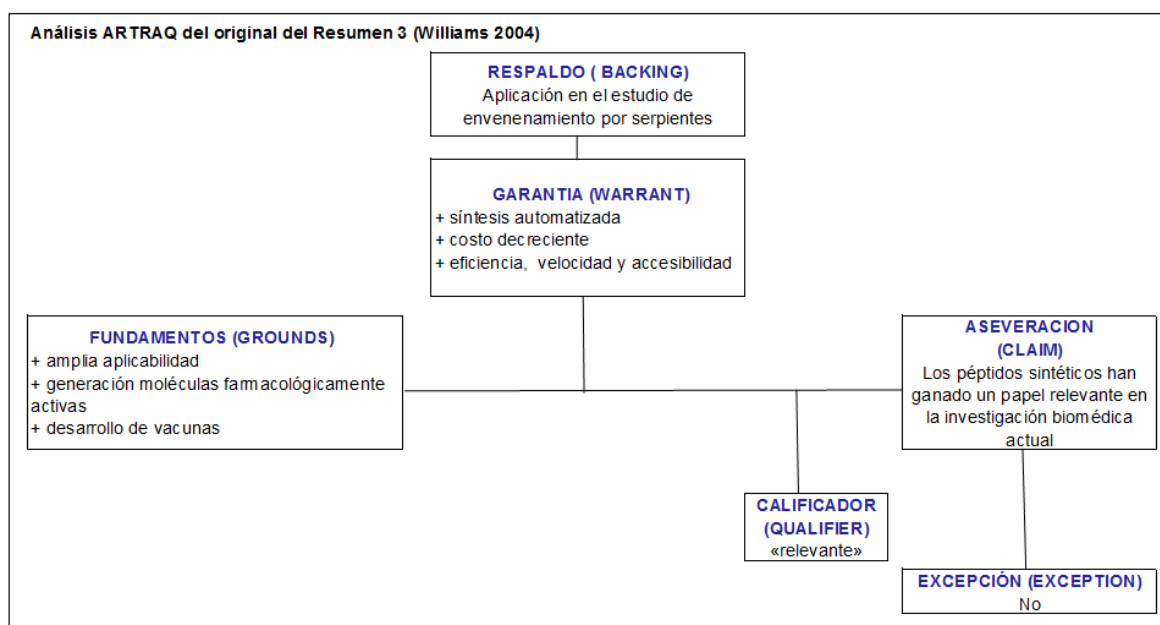 Análisis ARTRAQ del original del Resumen 3 (Williams 2004)
RESPALDO ( BACKING)
Aplicación en el estudio de
envenenamiento por serpientes
GARANTIA (WARRANT)
+ síntesis automatizada
+ costo decreciente
+ eficiencia, velocidad y accesibilidad
FUNDAMENTOS (GROUNDS)
+ amplia aplicabilidad
+ generación moléculas farmacológicamente
activas
+ desarrollo de vacunas
ASEVERACION
(CLAIM)
Los péptidos sintéticos han
ganado un papel relevante en
la investigación biomédica
actual
CALIFICADOR
(QUALIFIER)
«relevante»
EXCEPCIÓN (EXCEPTION)
No